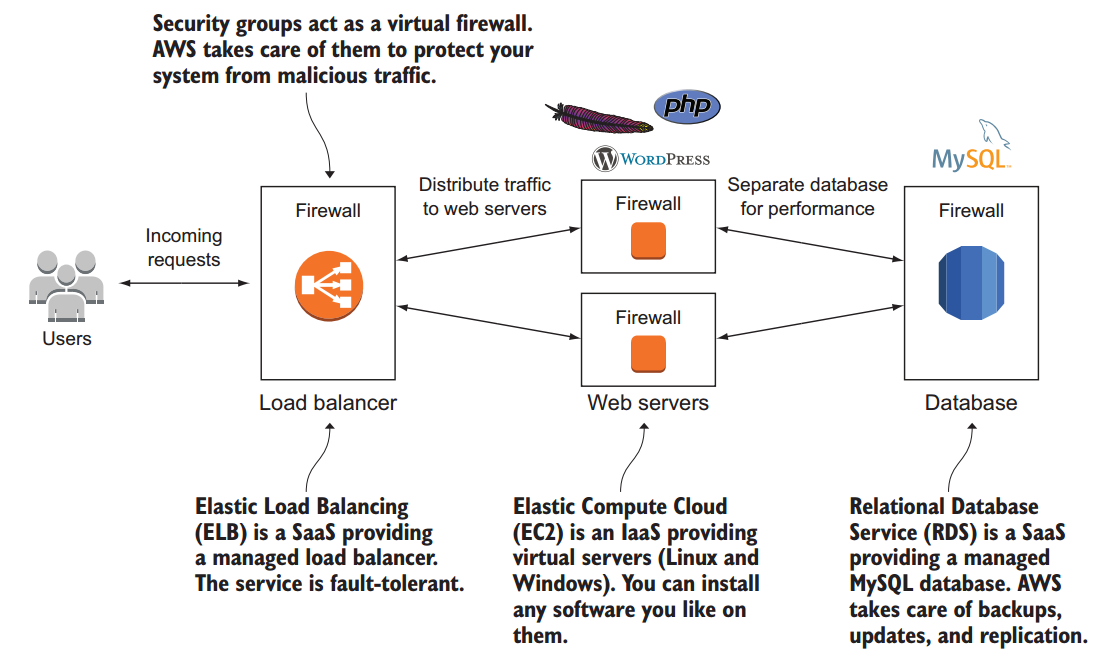 Security groups act as a virtual firewall.
AWS takes care of them to protect your
system from malicious traffic.
php
WORDPRESS
MySQL
Distribute traffic
to web servers
Separate database
for performance
Firewall
Firewall
Firewall
Incoming
requests
Firewall
Users
Load balancer
Web servers
Database
Elastic Load Balancing
(ELB) is a SaaS providing
a managed load balancer.
The service is fault-tolerant.
Elastic Compute Cloud
(EC2) is an IaaS providing
virtual servers (Linux and
Windows). You can install
any software you like on
them.
Relational Database
Service (RDS) is a SaaS
providing a managed
MySQL database. AWS
takes care of backups,
updates, and replication.